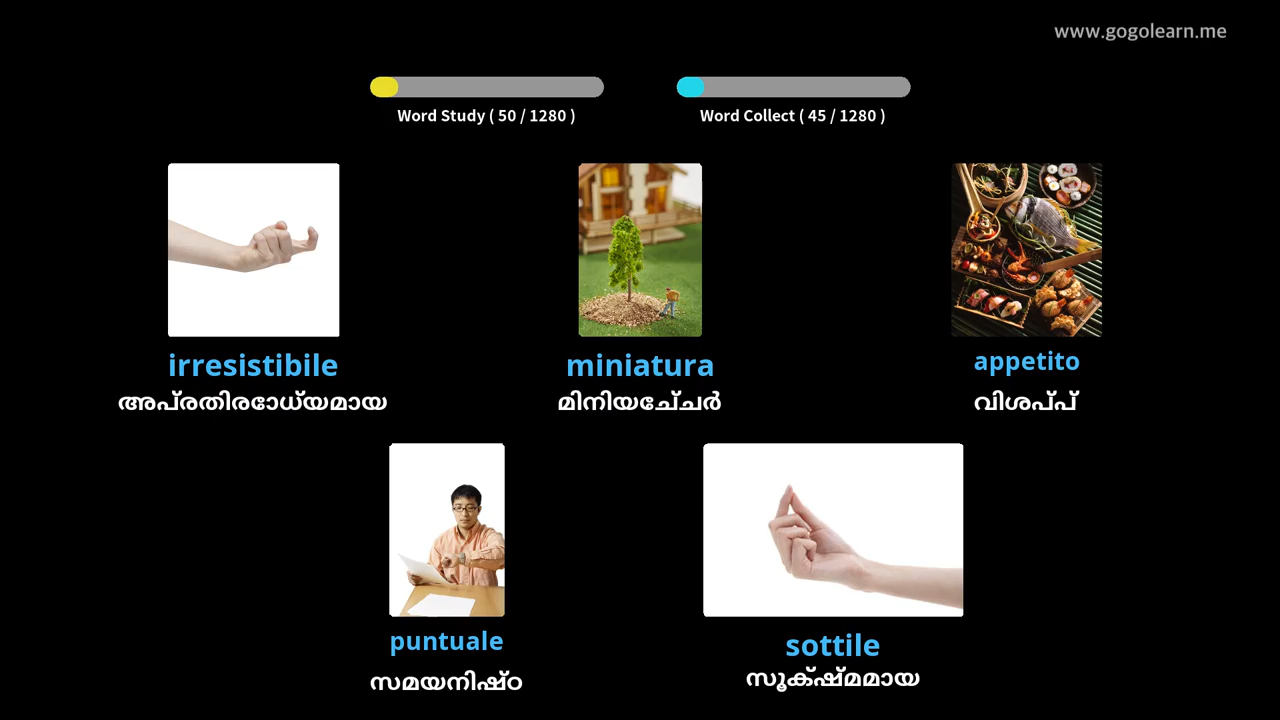 www.gogolearn.me
Word Study ( 50 / 1280 )
Word Collect ( 45 / 1280 )
irresistibile
miniatura
appetito
അപ്രതിരോധ്യമായ
മിനിയേച്ചർ
വിശപ്പ്
puntuale
sottile
സമയനിഷ്ഠ
സൂക്ഷ്മമായ